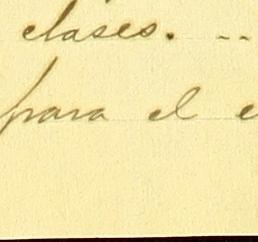 clases. --
para el e